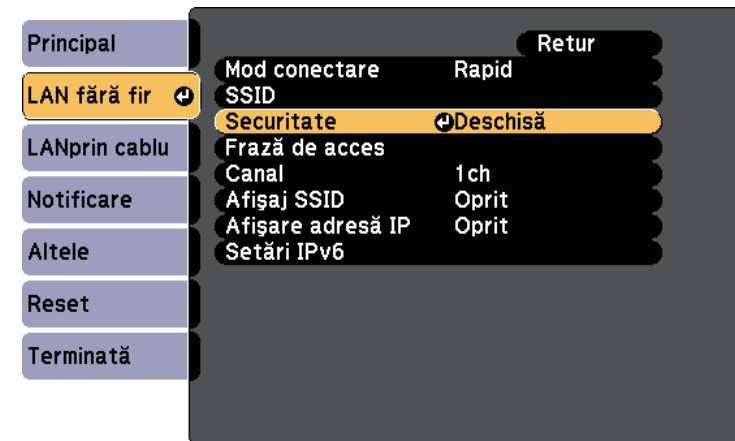 Principal
LAN fără fir
LANprin cablu
Notificare
Altele
Reset
Terminată
Retur
Mod conectare Rapid
SSID
Securitate Deschisă
Frază de acces
Canal 1ch
Afişaj SSID Oprit
Afişare adresă IP Oprit
Setări IPv6